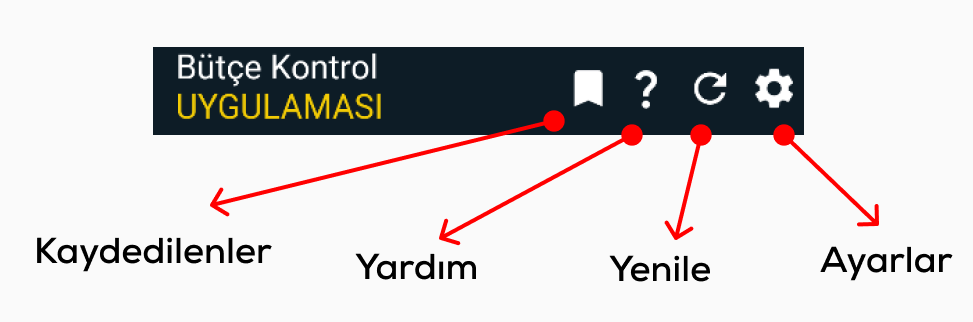 Bütçe Kontrol
UYGULAMASI
Kaydedilenler
Yardım
Yenile
Ayarlar